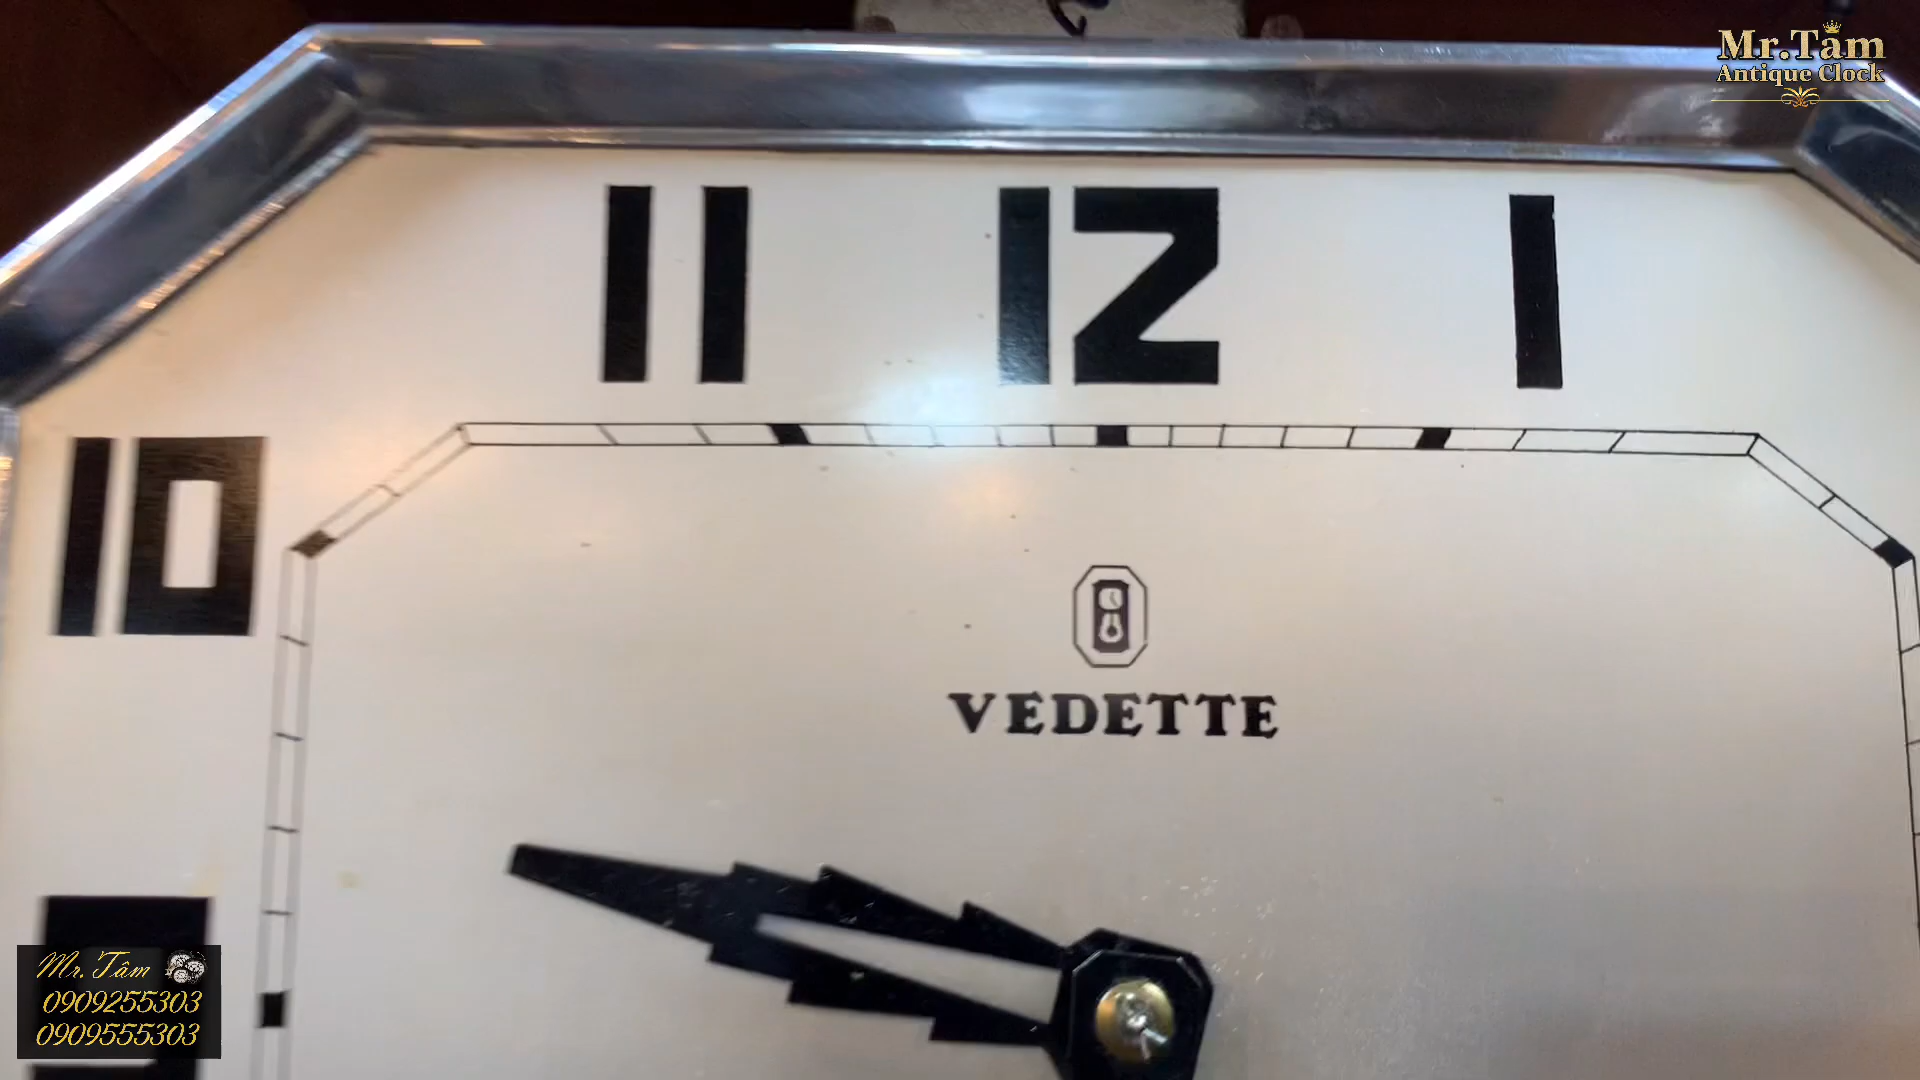 Mr.Tâm
Antique Clock
11 12 1
10
VEDETTE
Mr. Tâm
0909255303
0909555303